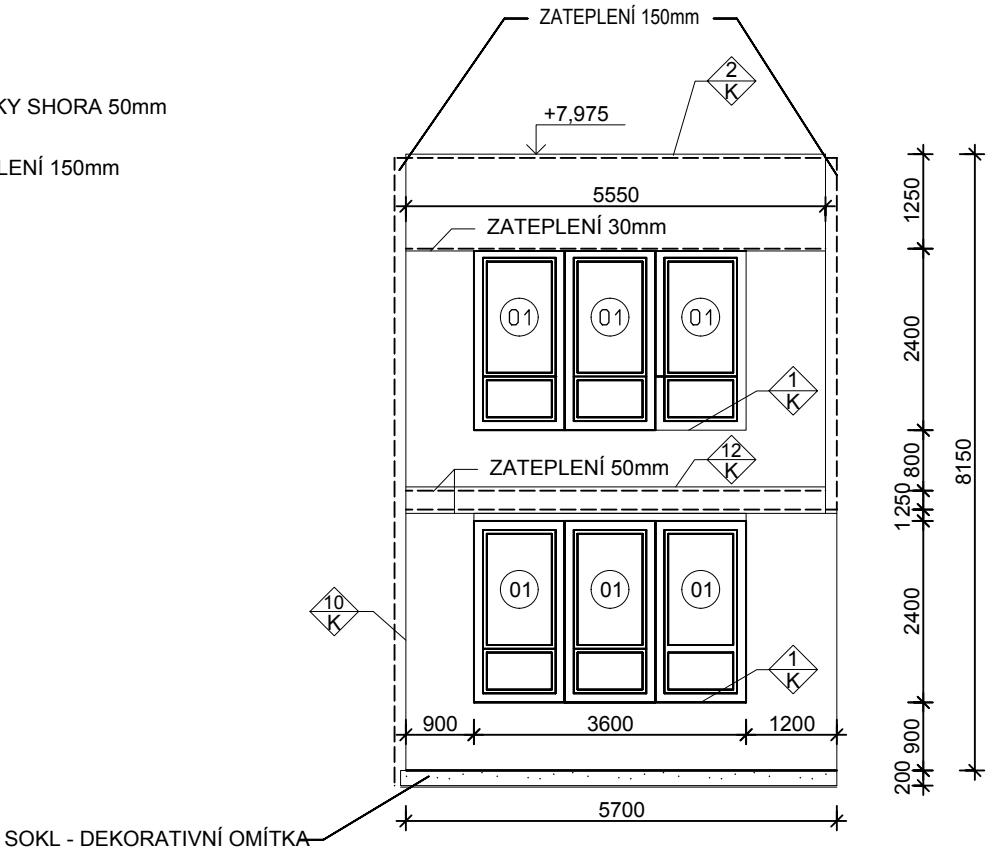 ZATEPLENÍ 150mm
2
K
KY SHORA 50mm
+7,975
LENÍ 150mm
5550
1250
ZATEPLENÍ 30mm
01 01 01
2400
1
K
8150
12
K
800
ZATEPLENÍ 50mm
250
1
01 01 01
2400
10
K
1
K
900 3600 1200
900
200
5700
SOKL - DEKORATIVNÍ OMÍTKA